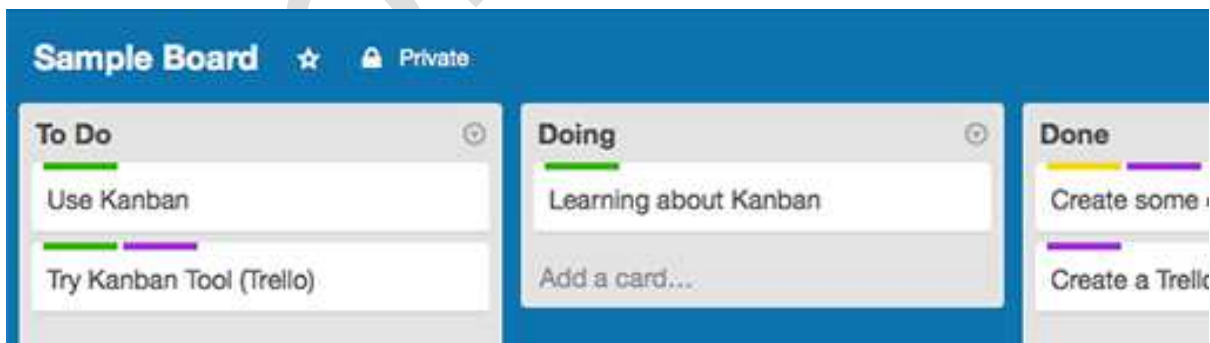 Sample Board Private
To Do
Use Kanban
Try Kanban Tool (Trello)
Doing
Learning about Kanban
Add a card...
Done
Create some
Create a Trello